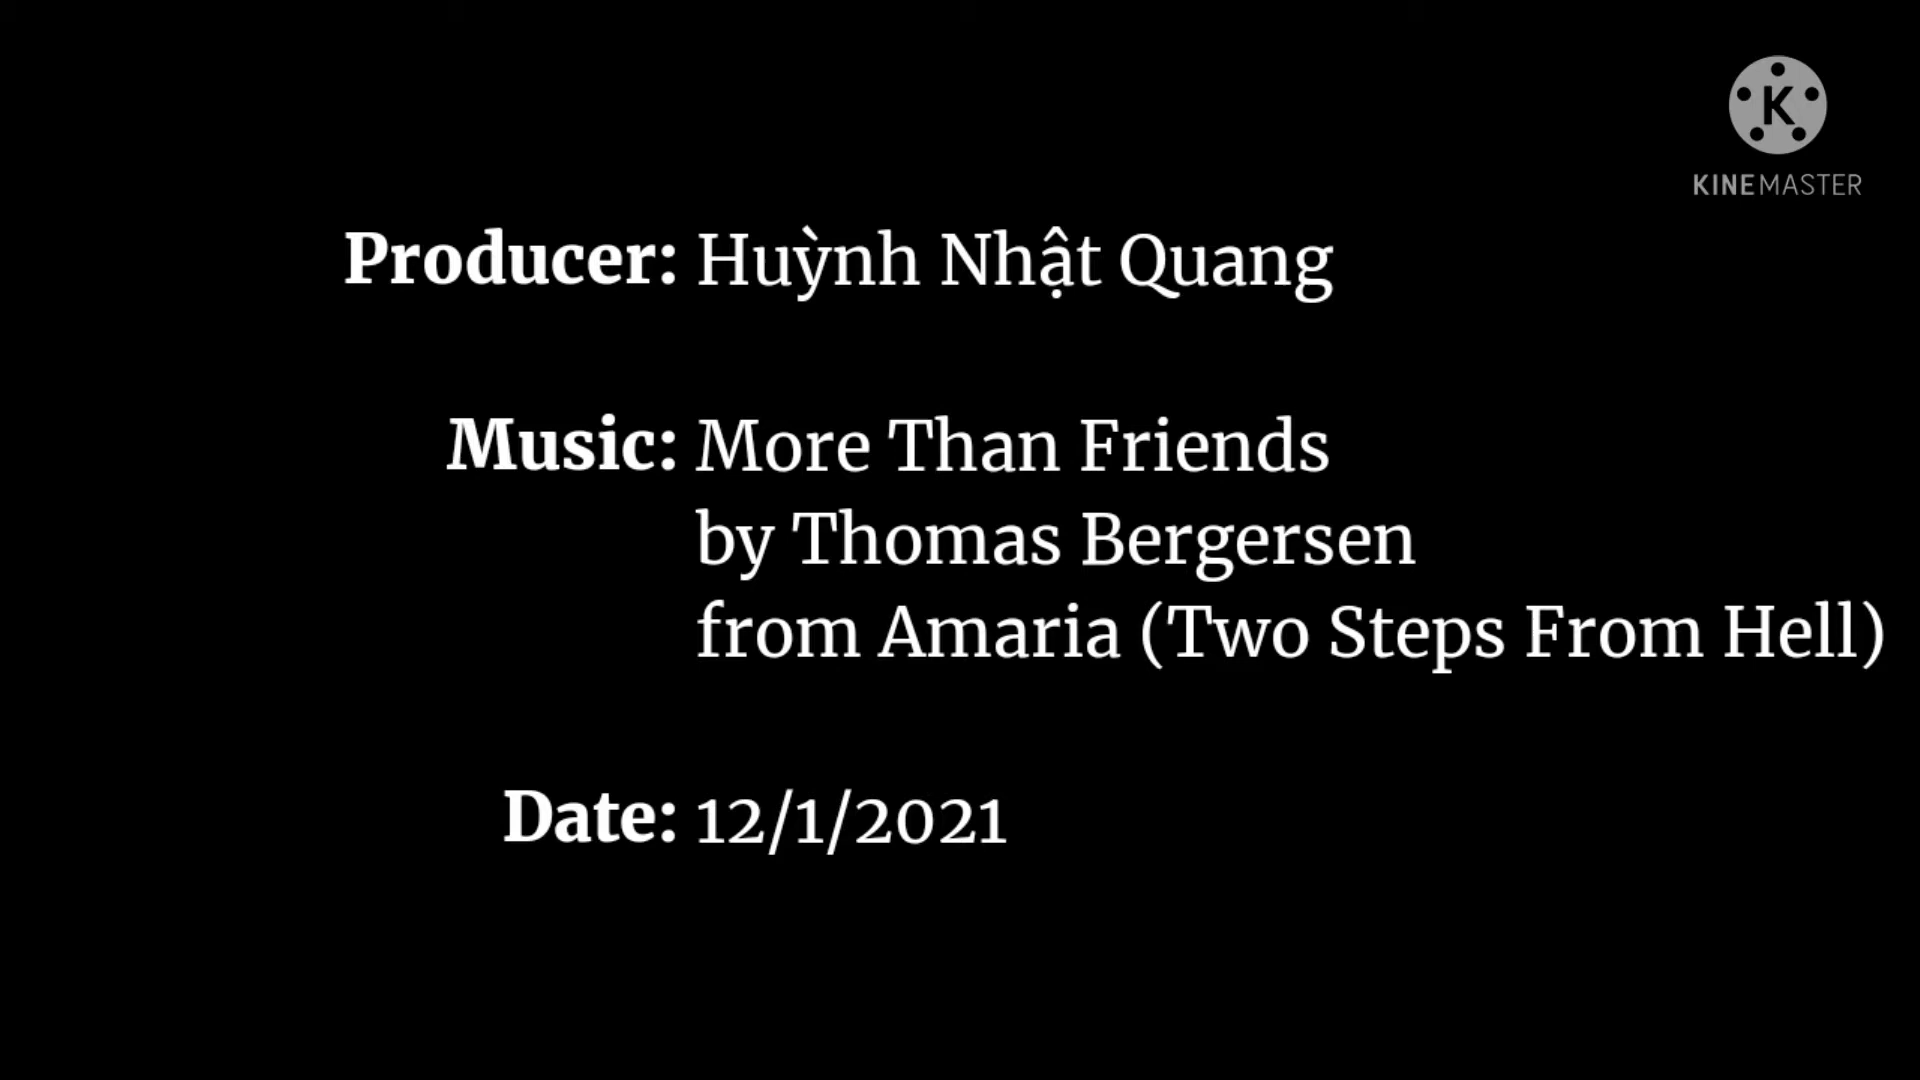 K
KINEMASTER
Producer: Huỳnh Nhật Quang
Music: More Than Friends
by Thomas Bergersen
from Amaria (Two Steps From Hell)
Date: 12/1/2021